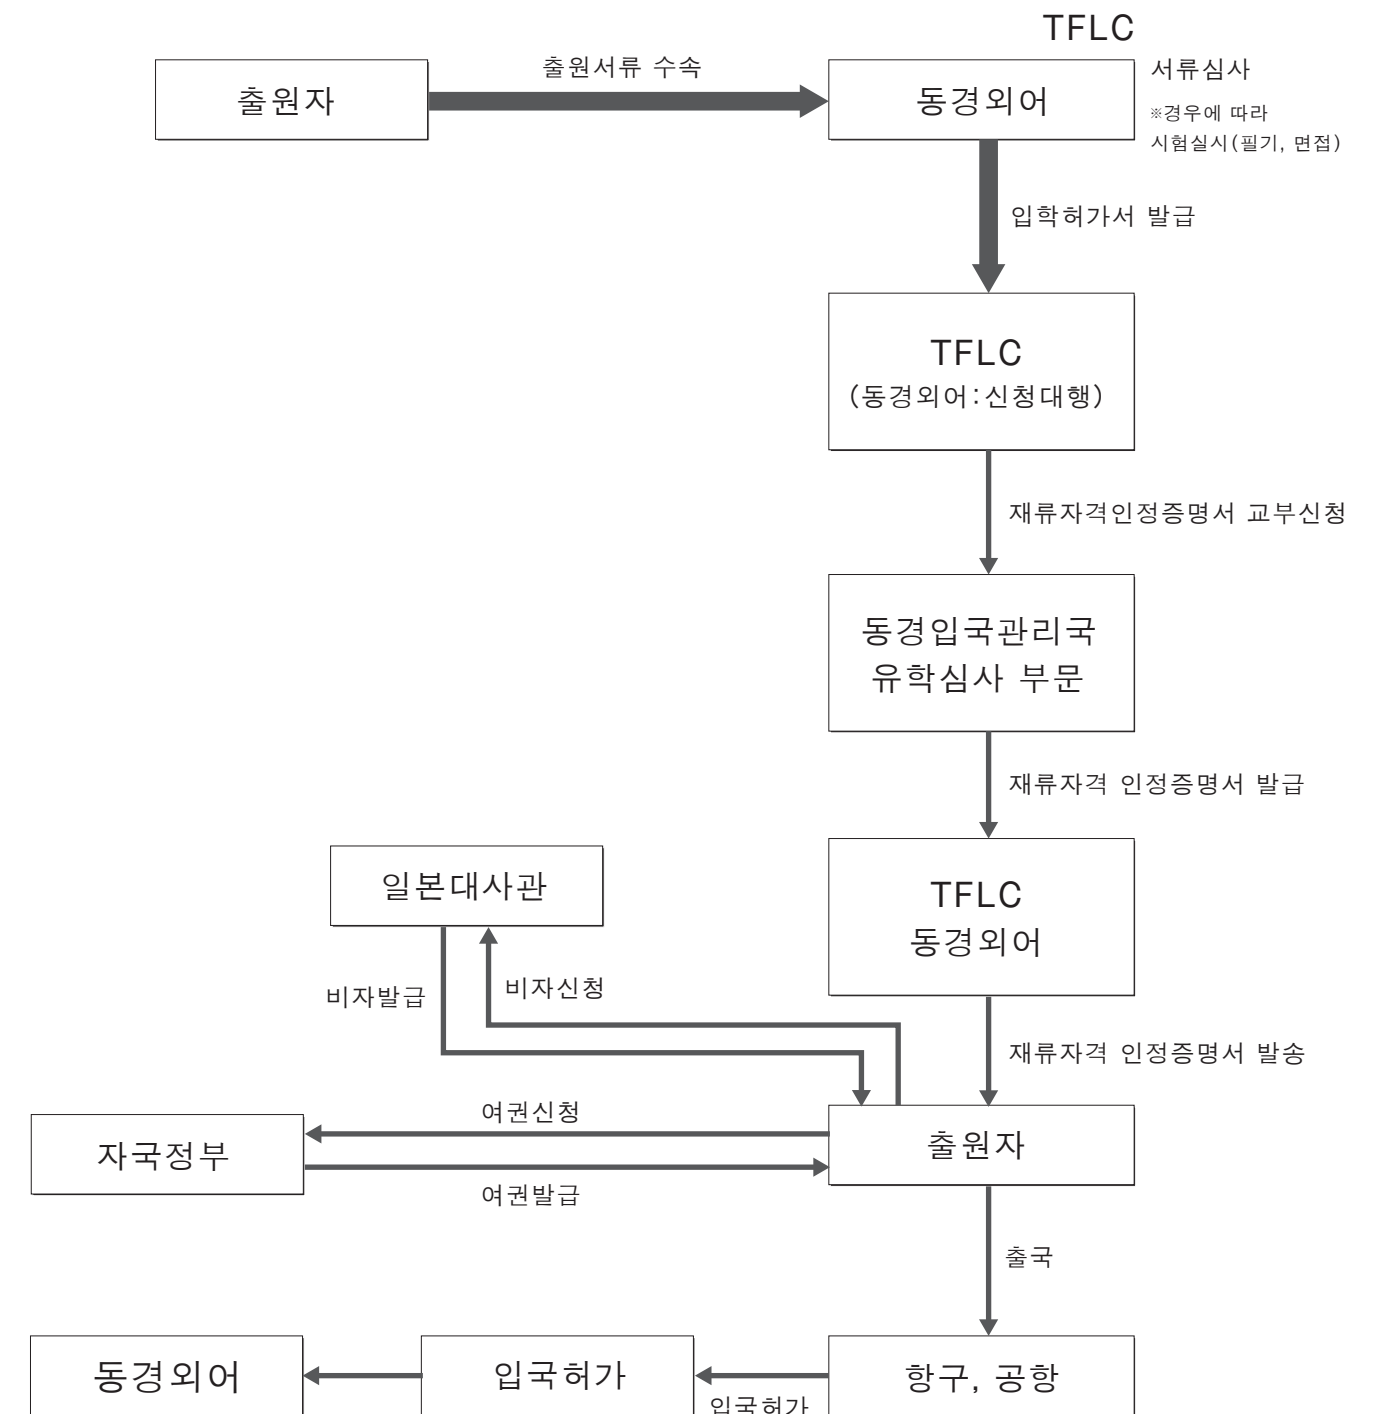 TFLC
출원자
출원서류 수속
동경외어
서류심사
※경우에 따라
시험실시(필기, 면접)
입학허가서 발급
TFLC
(동경외어:신청대행)
재류자격인정증명서 교부신청
동경입국관리국
유학심사 부문
재류자격 인정증명서 발급
일본대사관
TFLC
동경외어
비자발급
비자신청
재류자격 인정증명서 발송
여권신청
자국정부
출원자
여권발급
출국
동경외어
입국허가
항구, 공항
입국허가